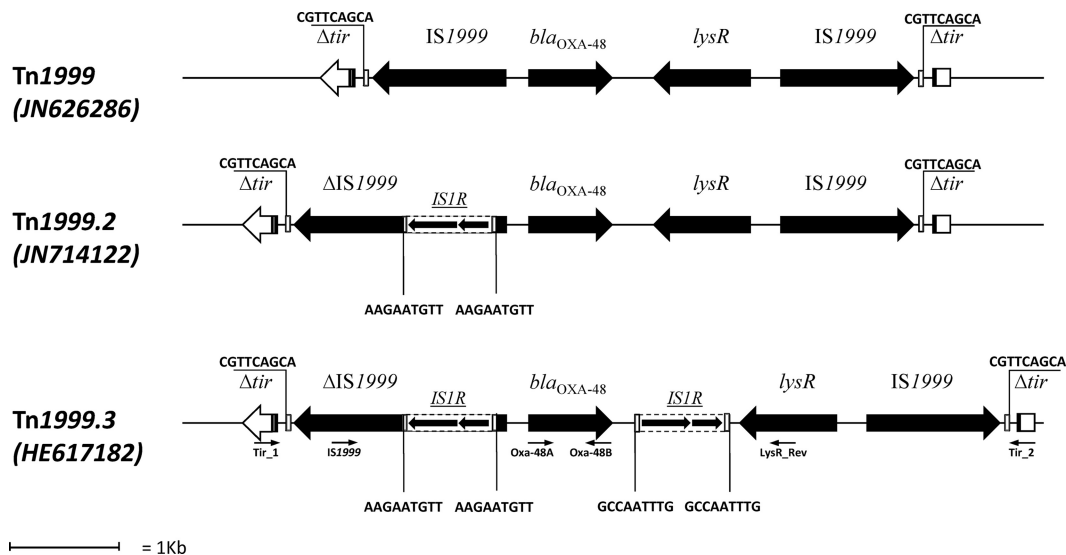 CGTTCAGCA CGTTCAGCA
Δtir IS1999 blaOXA-48 lysR IS1999 Δtir
Tn1999
(JN626286)
CGTTCAGCA CGTTCAGCA
Δtir ΔIS1999 blaOXA-48 lysR IS1999 Δtir
IS1R
Tn1999.2
(JN714122)
AAGAATGTT AAGAATGTT
CGTTCAGCA CGTTCAGCA
Δtir ΔIS1999 blaOXA-48 lysR IS1999 Δtir
IS1R IS1R
Tn1999.3
(HE617182)
Tir_1 IS1999 Oxa-48A Oxa-48B LysR_Rev Tir_2
AAGAATGTT AAGAATGTT GCCAATTTG GCCAATTTG
= 1Kb